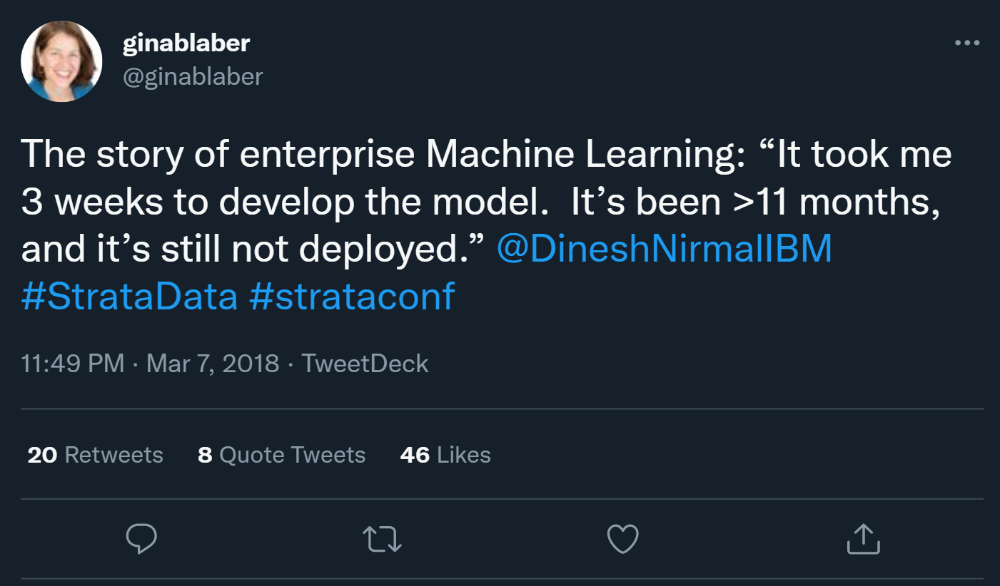 ginablaber
@ginablaber
The story of enterprise Machine Learning: “It took me
3 weeks to develop the model.  It’s been >11 months,
and it’s still not deployed.” @DineshNirmalIBM
#StrataData #strataconf
11:49 PM · Mar 7, 2018 · TweetDeck
20 Retweets 8 Quote Tweets 46 Likes